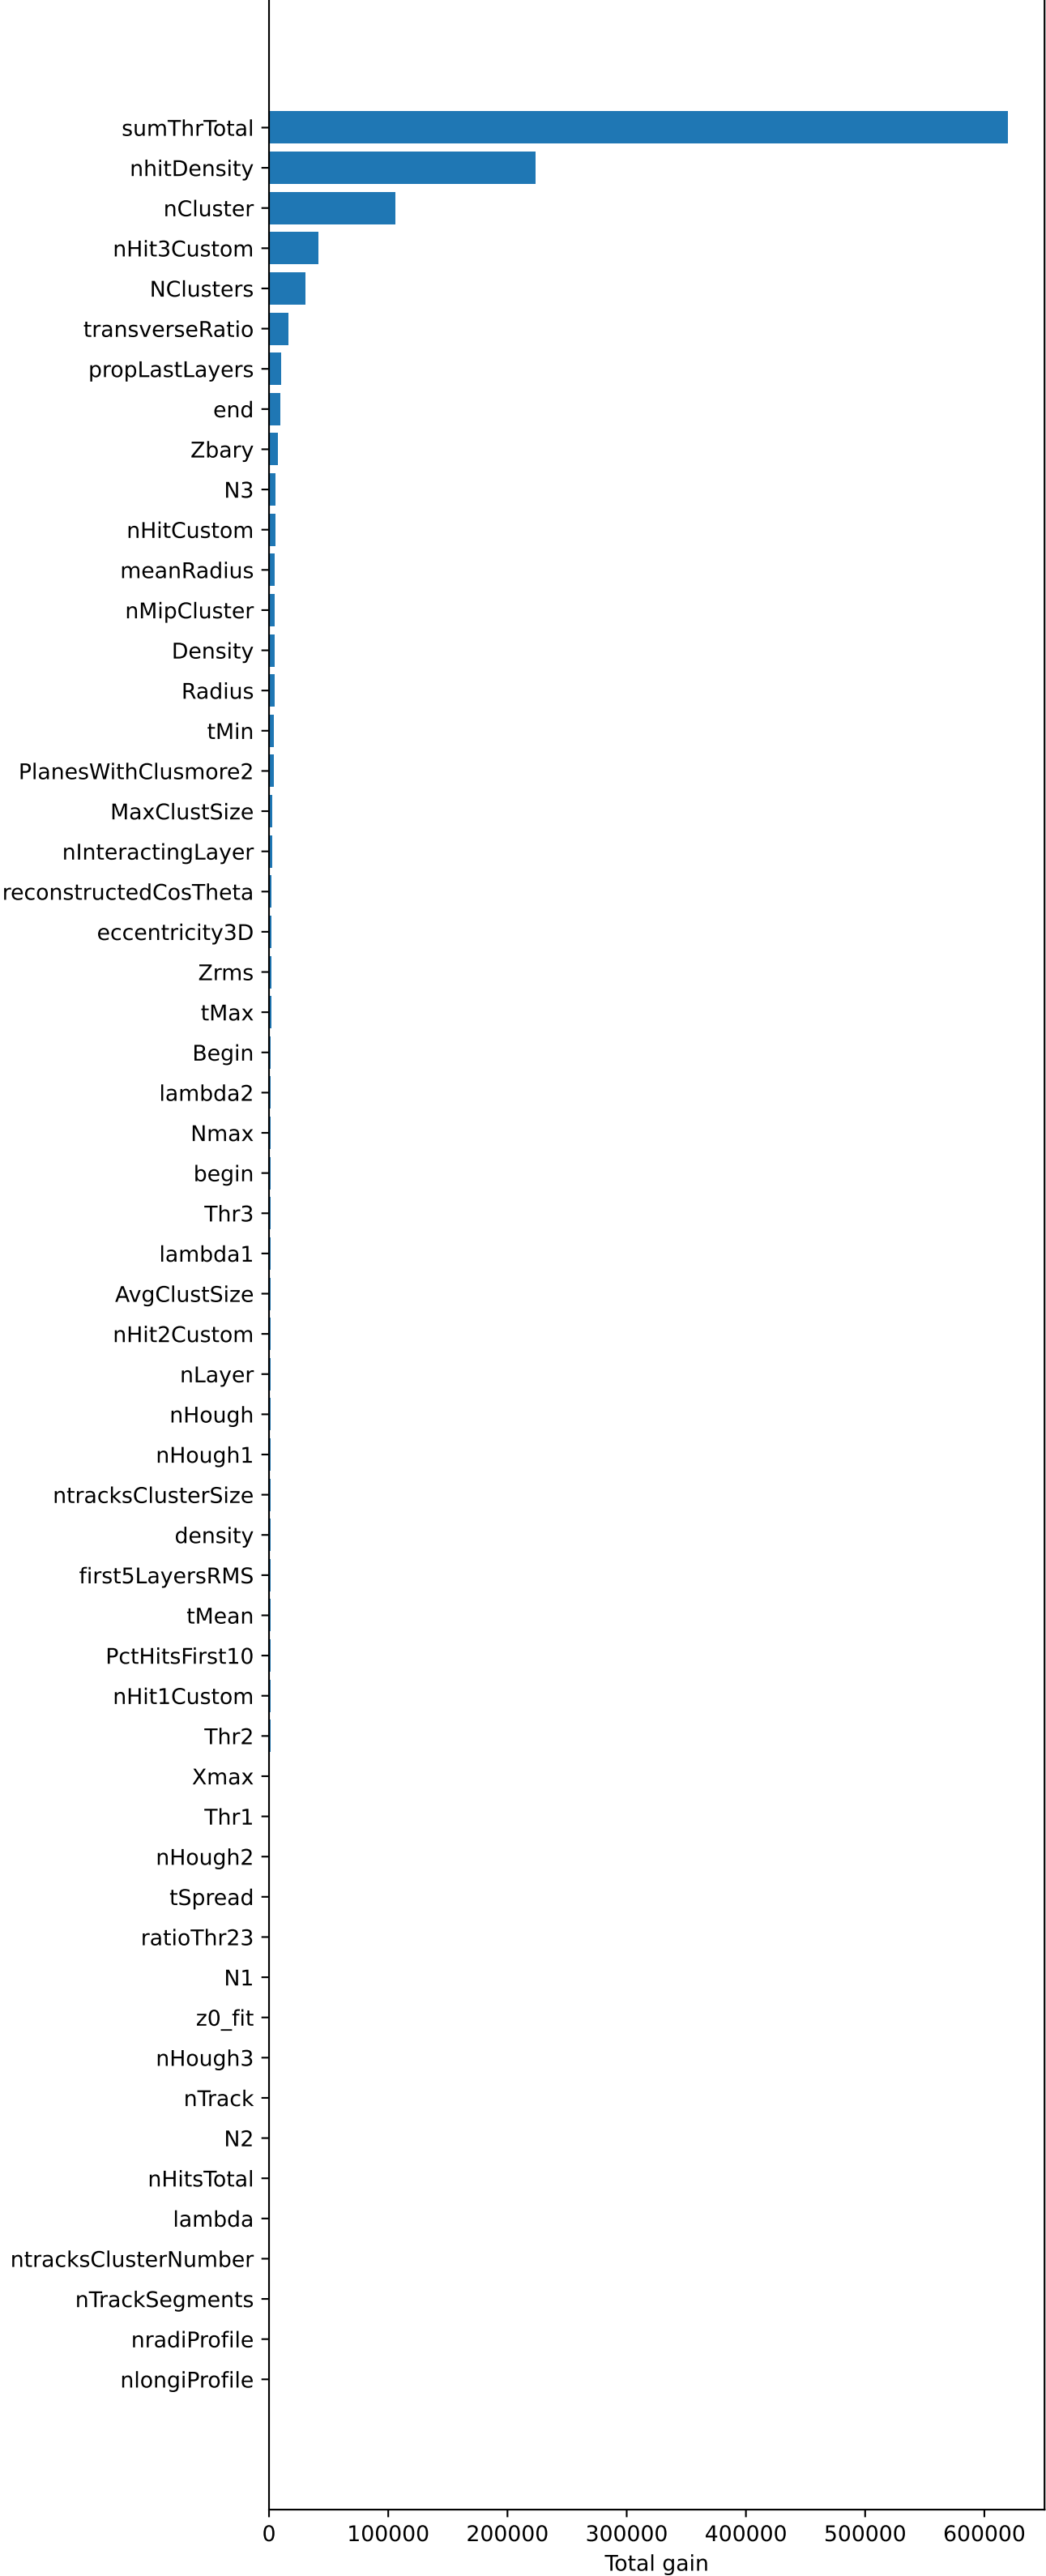 sumThrTotal
nhitDensity
nCluster
nHit3Custom
NClusters
transverseRatio
propLastLayers
end
Zbary
N3
nHitCustom
meanRadius
nMipCluster
Density
Radius
tMin
PlanesWithClusmore2
MaxClustSize
nInteractingLayer
reconstructedCosTheta
eccentricity3D
Zrms
tMax
Begin
lambda2
Nmax
begin
Thr3
lambda1
AvgClustSize
nHit2Custom
nLayer
nHough
nHough1
ntracksClusterSize
density
first5LayersRMS
tMean
PctHitsFirst10
nHit1Custom
Thr2
Xmax
Thr1
nHough2
tSpread
ratioThr23
N1
z0_fit
nHough3
nTrack
N2
nHitsTotal
lambda
ntracksClusterNumber
nTrackSegments
nradiProfile
nlongiProfile
0 100000 200000 300000 400000 500000 600000
Total gain